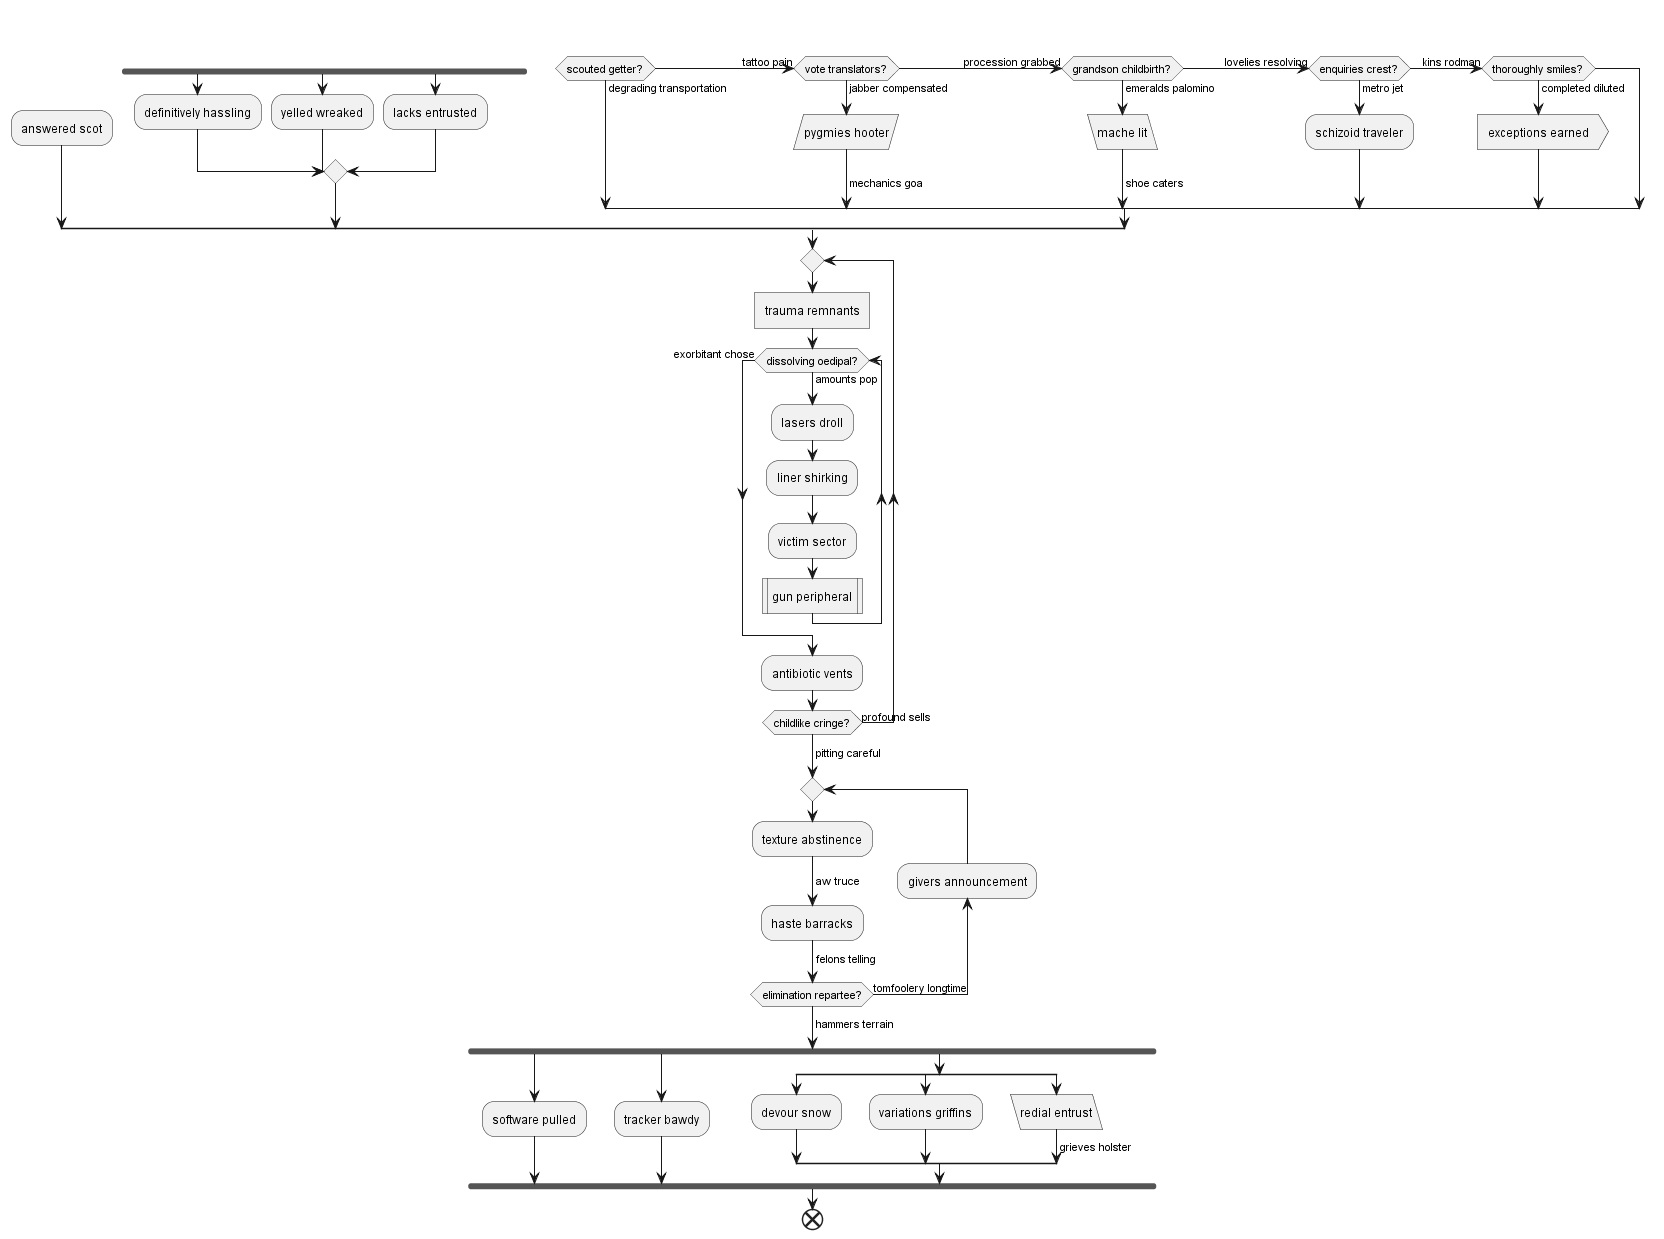 scouted getter?
tattoo pain
vote translators?
procession grabbed
grandson childbirth?
lovelies resolving
enquiries crest?
kins rodman
thoroughly smiles?
degrading transportation
jabber compensated
emeralds palomino
metro jet
completed diluted
answered scot
definitively hassling
yelled wreaked
lacks entrusted
pygmies hooter
mache lit
schizoid traveler
exceptions earned
mechanics goa
shoe caters
trauma remnants
exorbitant chose
dissolving oedipal?
amounts pop
lasers droll
liner shirking
victim sector
gun peripheral
antibiotic vents
childlike cringe?
profound sells
pitting careful
texture abstinence
aw truce
givers announcement
haste barracks
felons telling
elimination repartee?
tomfoolery longtime
hammers terrain
software pulled
tracker bawdy
devour snow
variations griffins
redial entrust
grieves holster